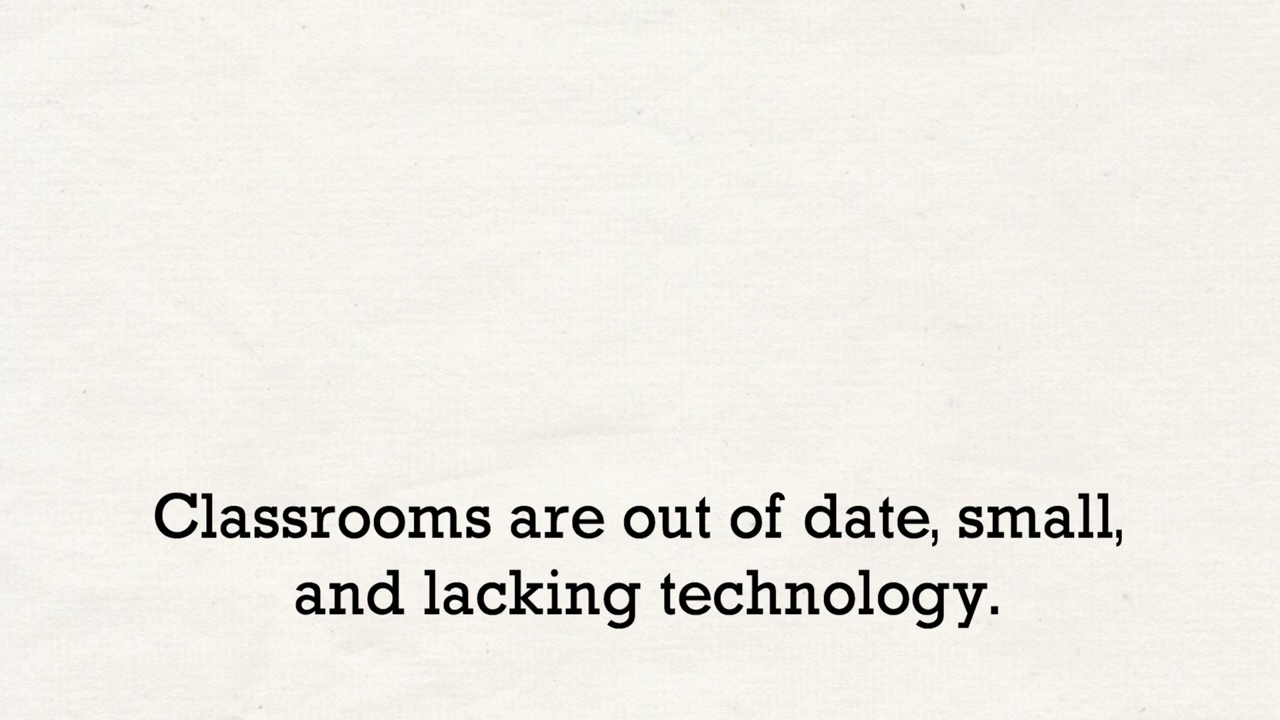 Classrooms are out of date, small,
and lacking technology.